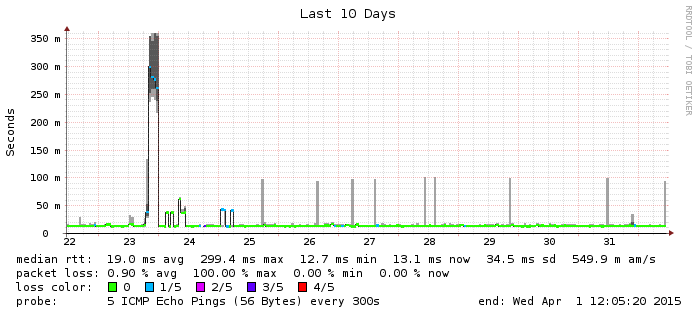 Last 10 Days
RRDTOOL / TOBI OETIKER
Seconds
350 m
300 m
250 m
200 m
150 m
100 m
50 m
0
22 23 24 25 26 27 28 29 30 31
median rtt: 19.0 ms avg 299.4 ms max 12.7 ms min 13.1 ms now 34.5 ms sd 549.9 m am/s
packet loss: 0.90 % avg 100.00 % max 0.00 % min 0.00 % now
loss color: 0 1/5 2/5 3/5 4/5
probe: 5 ICMP Echo Pings (56 Bytes) every 300s end: Wed Apr 1 12:05:20 2015